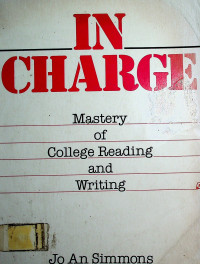 IN
CHARGE
Mastery
of
College Reading
and
Writing
Jo An Simmons